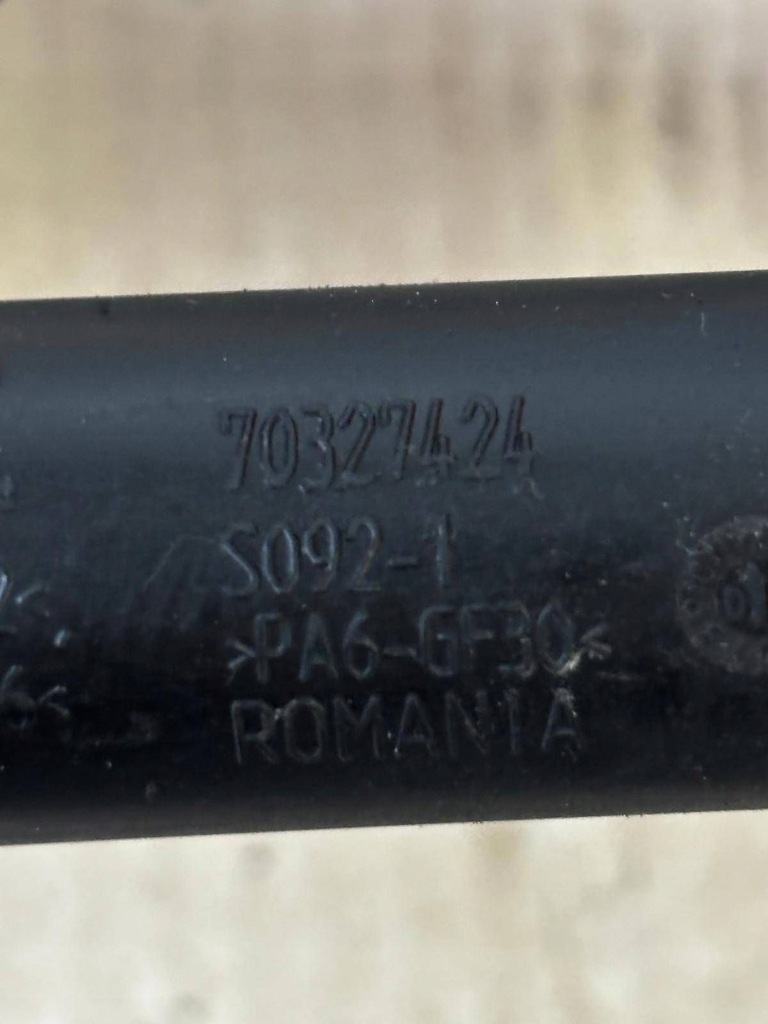 70327424
S092-1
>PA6-GF30<
ROMANIA